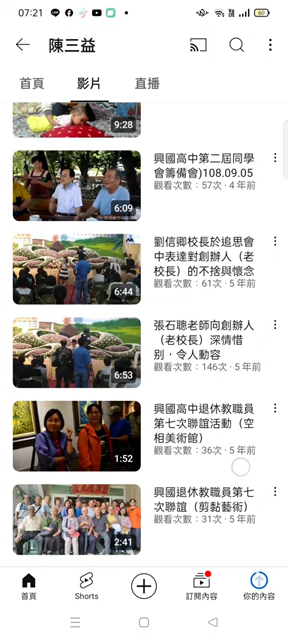 07:21
60
陳三益
首頁
影片
直播
9:28
興國高中第二屆同學
會籌備會)108.09.05
觀看次數：57次 · 4 年前
6:09
劉信卿校長於追思會
中表達對創辦人（老
校長）的不捨與懷念
觀看次數：61次 · 5 年前
6:44
張石聰老師向創辦人
（老校長）深情惜
別，令人動容
觀看次數：146次 · 5 年前
6:53
興國高中退休教職員
第七次聯誼活動（空
相美術館）
觀看次數：36次 · 5 年前
1:52
興國退休教職員第七
次聯誼（剪黏藝術）
觀看次數：31次 · 5 年前
2:41
首頁
Shorts
訂閱內容
你的內容